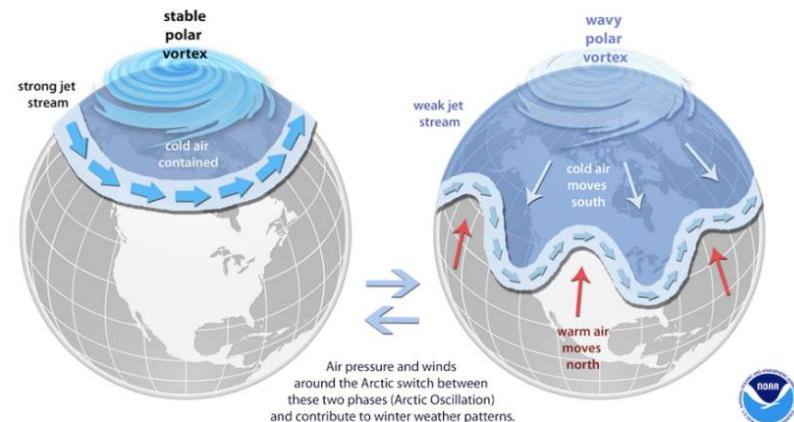 stable
polar
vortex
strong jet
stream
cold air
contained
wavy
polar
vortex
weak jet
stream
cold air
moves
south
warm air
moves
north
Air pressure and winds
around the Arctic switch between
these two phases (Arctic Oscillation)
and contribute to winter weather patterns.
NOAA